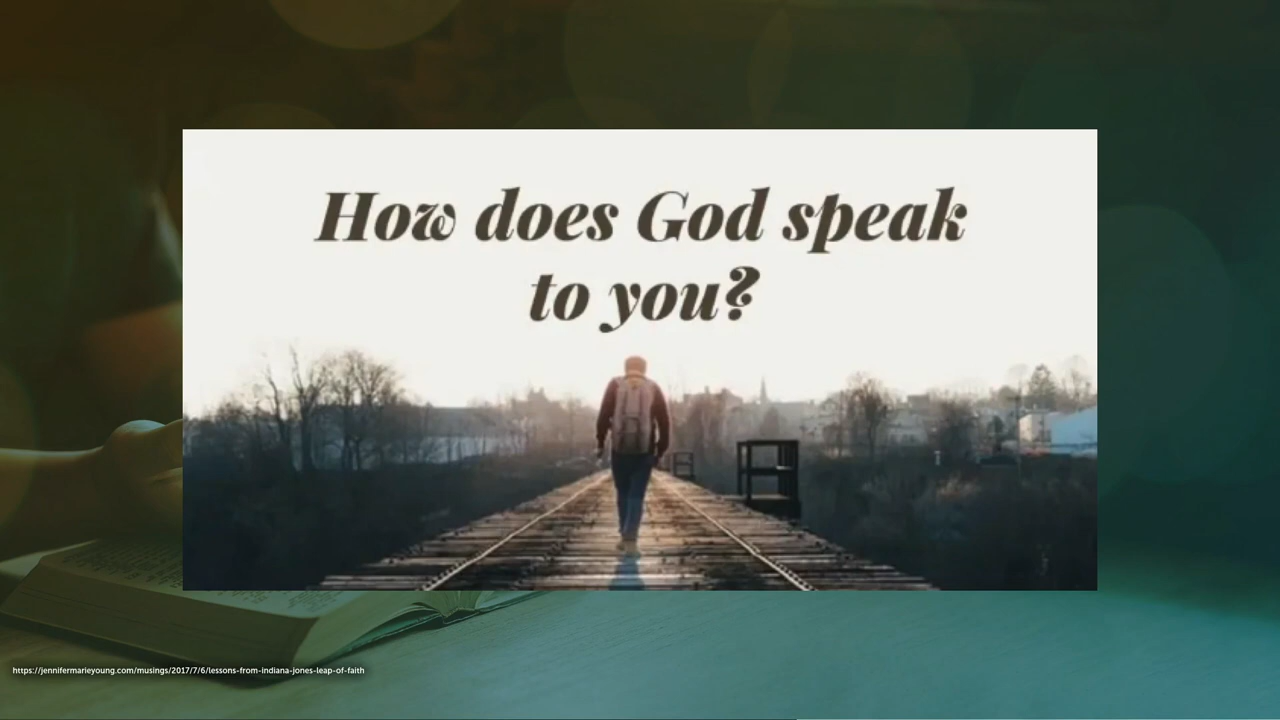 How does God speak
to you?
https://jennifermarieyoung.com/musings/2017/7/6/lessons-from-indiana-jones-leap-of-faith